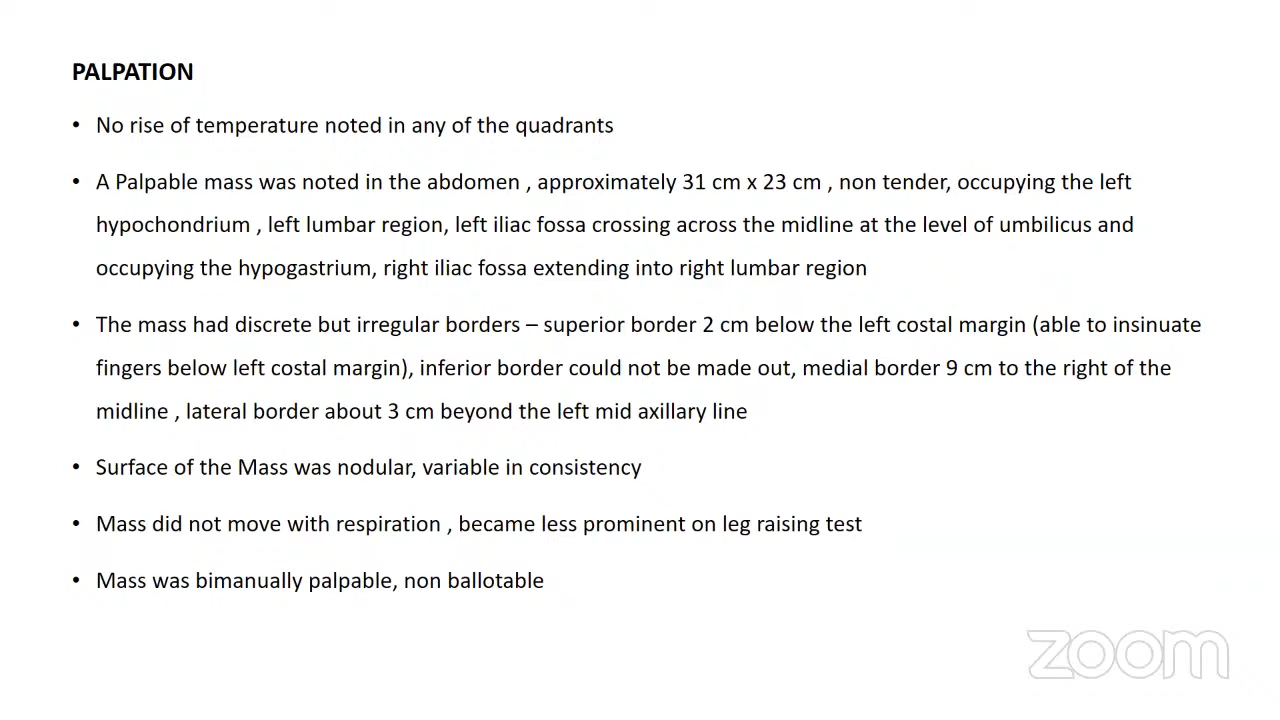 PALPATION
• No rise of temperature noted in any of the quadrants
• A Palpable mass was noted in the abdomen , approximately 31 cm x 23 cm , non tender, occupying the left
hypochondrium , left lumbar region, left iliac fossa crossing across the midline at the level of umbilicus and
occupying the hypogastrium, right iliac fossa extending into right lumbar region
• The mass had discrete but irregular borders – superior border 2 cm below the left costal margin (able to insinuate
fingers below left costal margin), inferior border could not be made out, medial border 9 cm to the right of the
midline , lateral border about 3 cm beyond the left mid axillary line
• Surface of the Mass was nodular, variable in consistency
• Mass did not move with respiration , became less prominent on leg raising test
• Mass was bimanually palpable, non ballotable
zoom